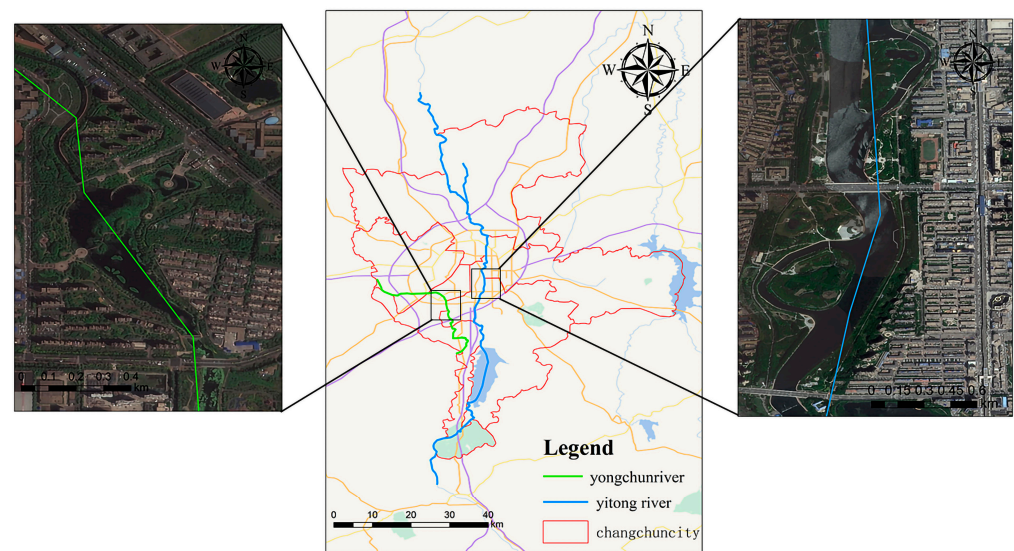 N
W E
S
0 0.1 0.2 0.3 0.4
km
N
W E
S
Legend
yongchunriver
yitong river
changchuncity
0 10 20 30 40
km
N
W E
S
0 0.15 0.3 0.45 0.6
km